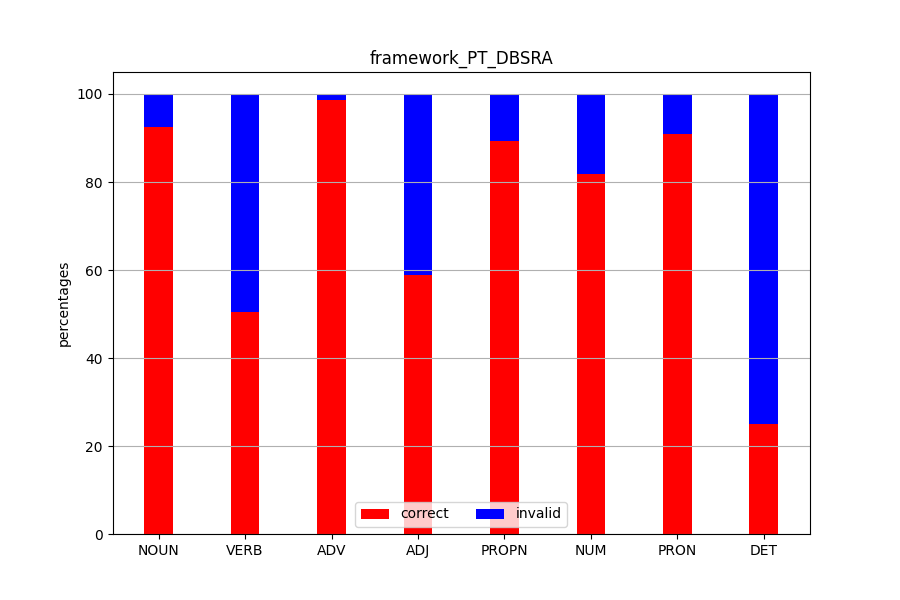 framework_PT_DBSRA
percentages
100
80
60
40
20
0
NOUN VERB ADV ADJ PROPN NUM PRON DET
correct invalid